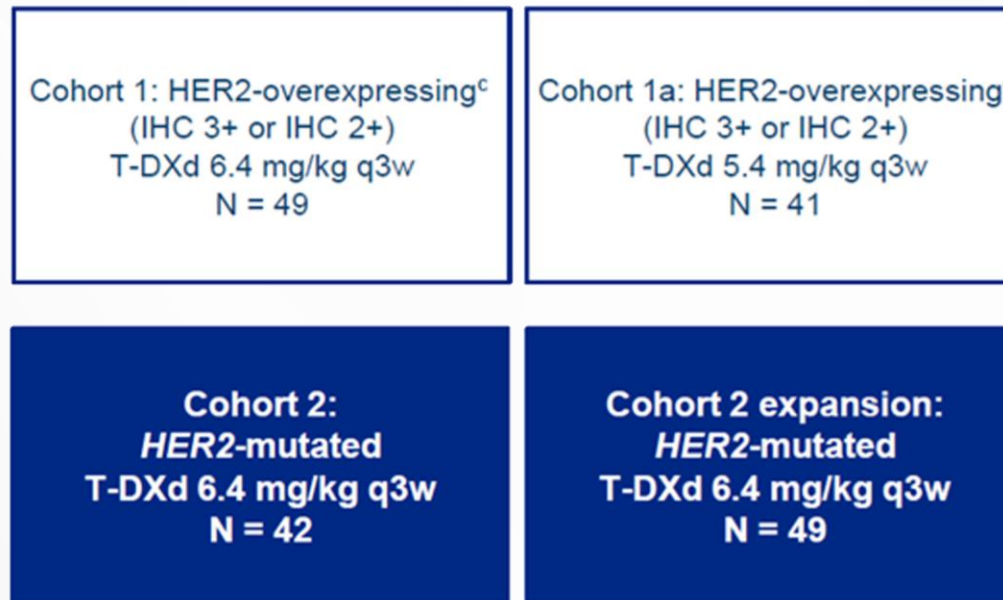 Cohort 1: HER2-overexpressingᶜ
(IHC 3+ or IHC 2+)
T-DXd 6.4 mg/kg q3w
N = 49
Cohort 1a: HER2-overexpressing
(IHC 3+ or IHC 2+)
T-DXd 5.4 mg/kg q3w
N = 41
Cohort 2:
HER2-mutated
T-DXd 6.4 mg/kg q3w
N = 42
Cohort 2 expansion:
HER2-mutated
T-DXd 6.4 mg/kg q3w
N = 49